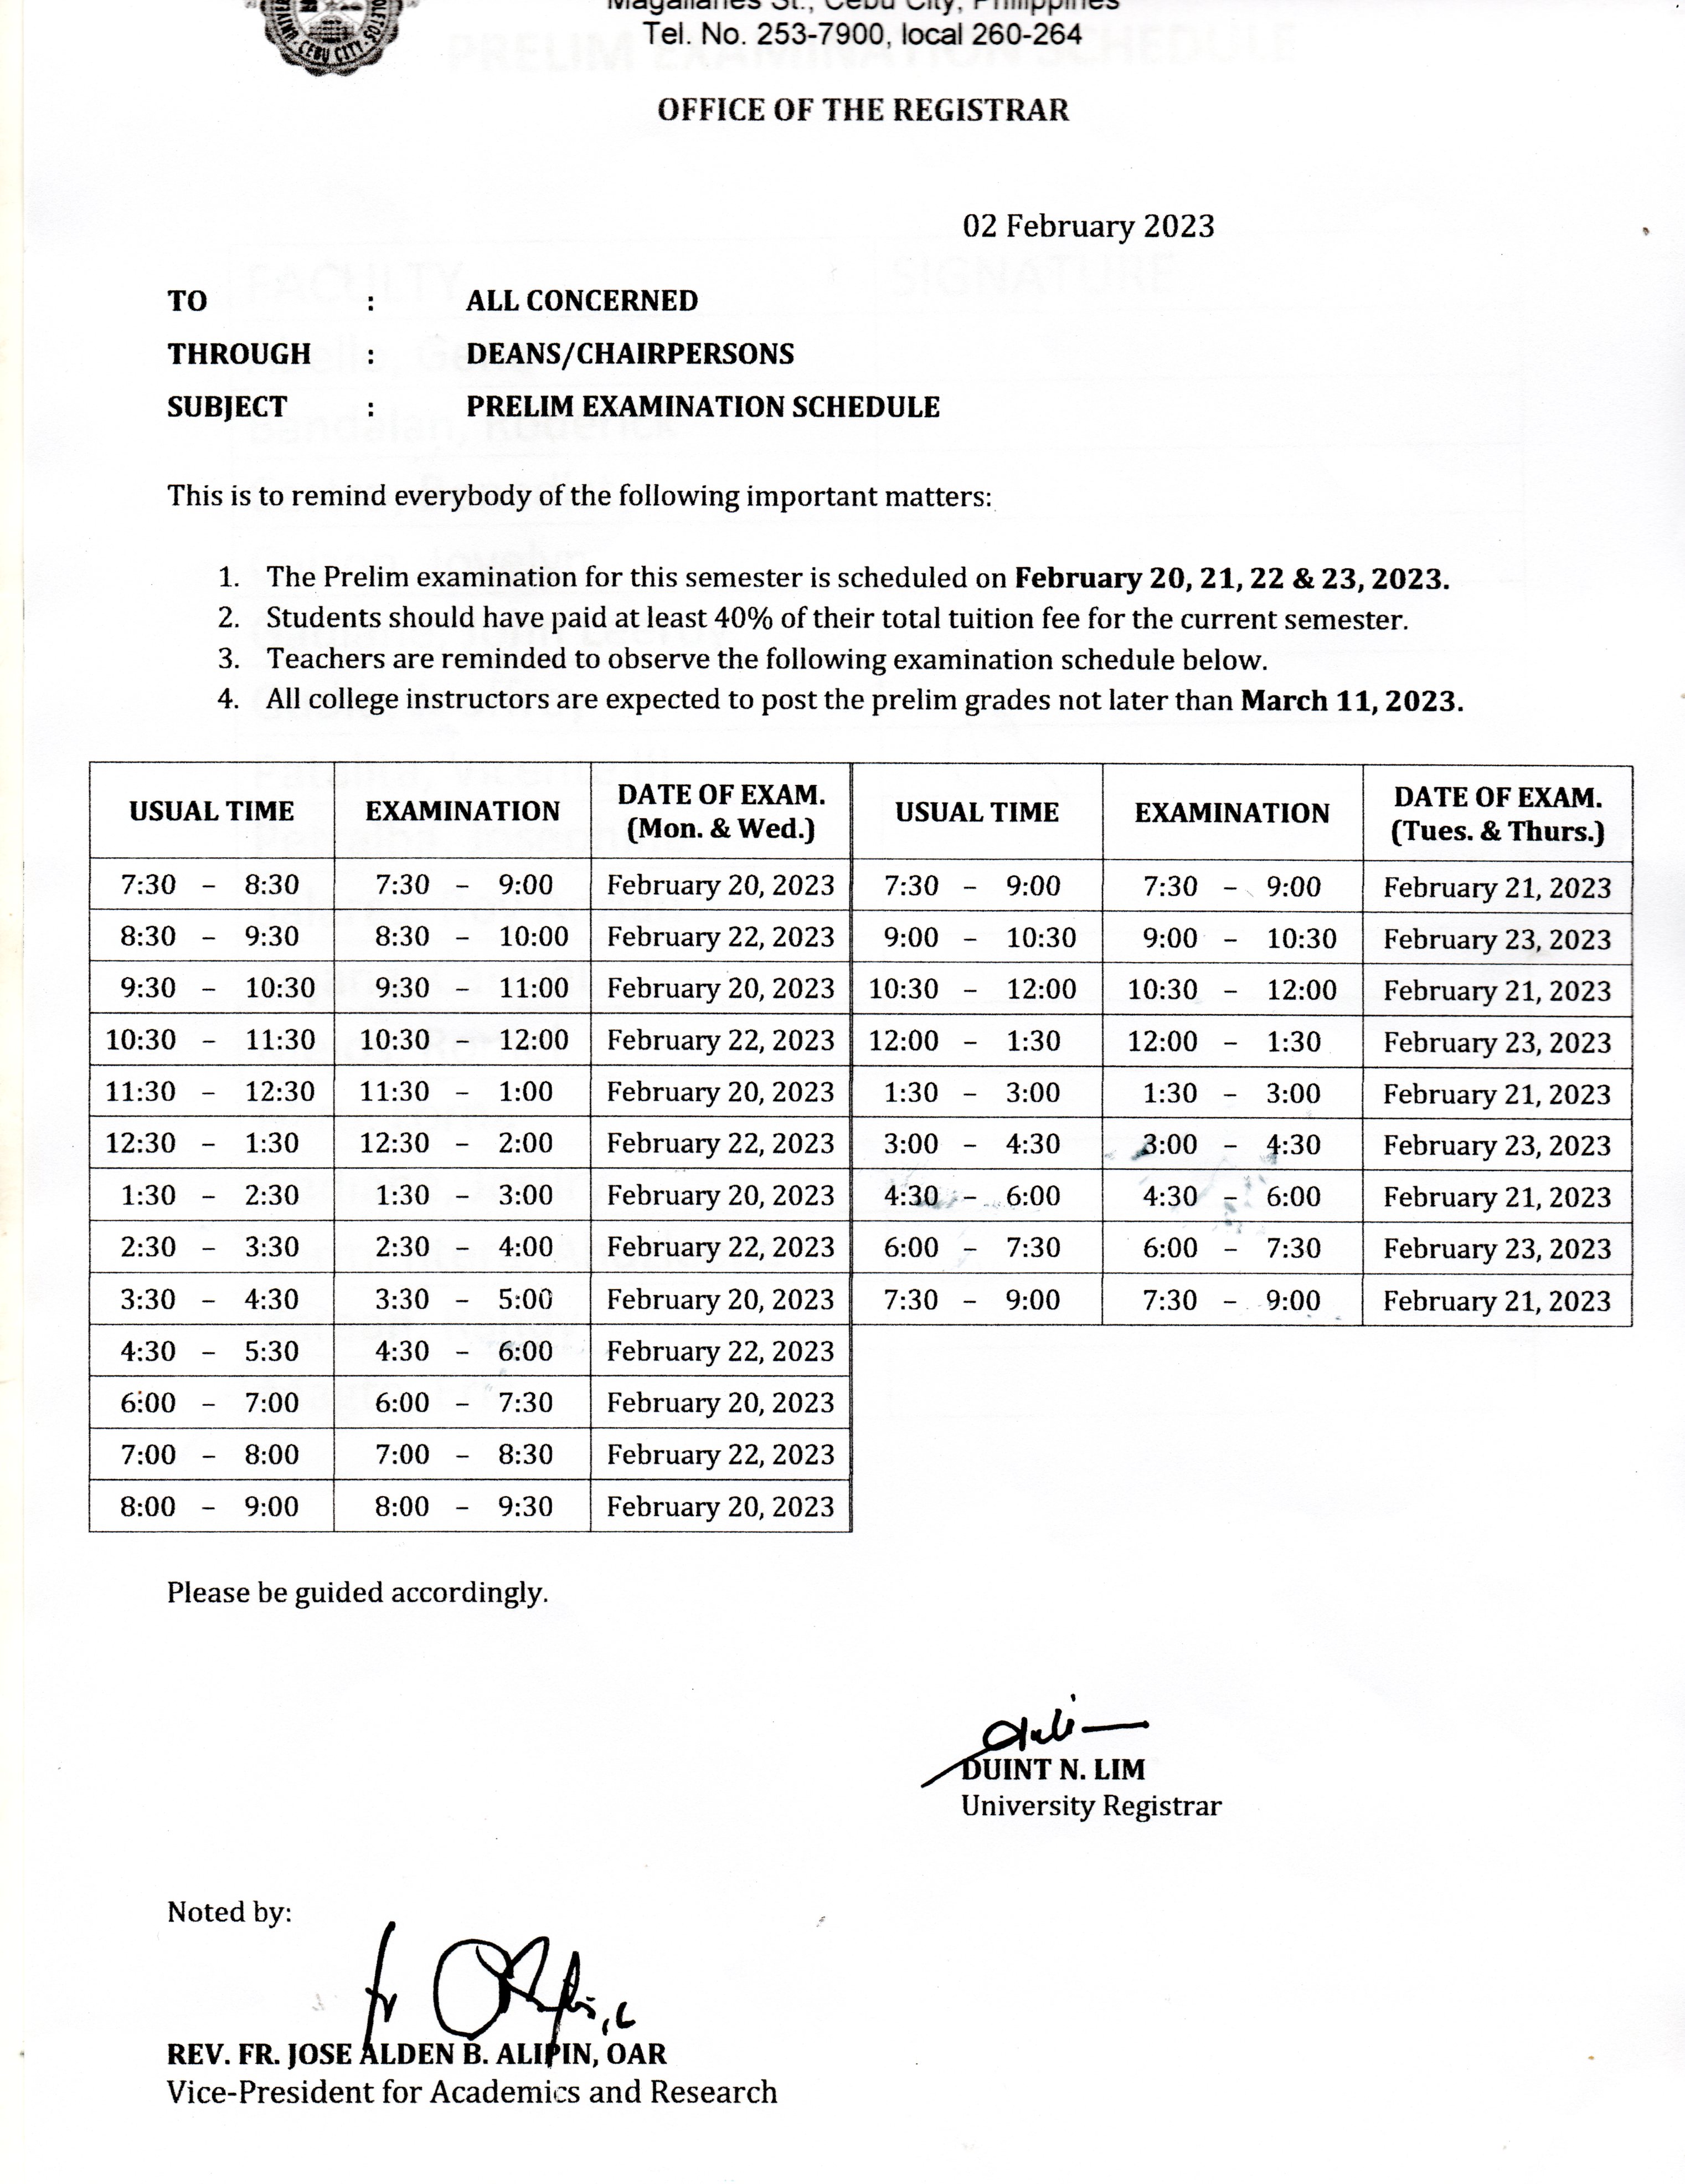 CEBU CITY
Magallanes St., Cebu City, Philippines
Tel. No. 253-7900, local 260-264
OFFICE OF THE REGISTRAR
02 February 2023
TO : ALL CONCERNED
THROUGH : DEANS/CHAIRPERSONS
SUBJECT : PRELIM EXAMINATION SCHEDULE
This is to remind everybody of the following important matters:
1. The Prelim examination for this semester is scheduled on February 20, 21, 22 & 23, 2023.
2. Students should have paid at least 40% of their total tuition fee for the current semester.
3. Teachers are reminded to observe the following examination schedule below.
4. All college instructors are expected to post the prelim grades not later than March 11, 2023.
USUAL TIME EXAMINATION DATE OF EXAM. (Mon. & Wed.) USUAL TIME EXAMINATION DATE OF EXAM. (Tues. & Thurs.)
7:30 – 8:30 7:30 – 9:00 February 20, 2023 7:30 – 9:00 7:30 – 9:00 February 21, 2023
8:30 – 9:30 8:30 – 10:00 February 22, 2023 9:00 – 10:30 9:00 – 10:30 February 23, 2023
9:30 – 10:30 9:30 – 11:00 February 20, 2023 10:30 – 12:00 10:30 – 12:00 February 21, 2023
10:30 – 11:30 10:30 – 12:00 February 22, 2023 12:00 – 1:30 12:00 – 1:30 February 23, 2023
11:30 – 12:30 11:30 – 1:00 February 20, 2023 1:30 – 3:00 1:30 – 3:00 February 21, 2023
12:30 – 1:30 12:30 – 2:00 February 22, 2023 3:00 – 4:30 3:00 – 4:30 February 23, 2023
1:30 – 2:30 1:30 – 3:00 February 20, 2023 4:30 – 6:00 4:30 – 6:00 February 21, 2023
2:30 – 3:30 2:30 – 4:00 February 22, 2023 6:00 – 7:30 6:00 – 7:30 February 23, 2023
3:30 – 4:30 3:30 – 5:00 February 20, 2023 7:30 – 9:00 7:30 – 9:00 February 21, 2023
4:30 – 5:30 4:30 – 6:00 February 22, 2023
6:00 – 7:00 6:00 – 7:30 February 20, 2023
7:00 – 8:00 7:00 – 8:30 February 22, 2023
8:00 – 9:00 8:00 – 9:30 February 20, 2023
Please be guided accordingly.
DUINT N. LIM
University Registrar
Noted by:
REV. FR. JOSE ALDEN B. ALIPIN, OAR
Vice-President for Academics and Research